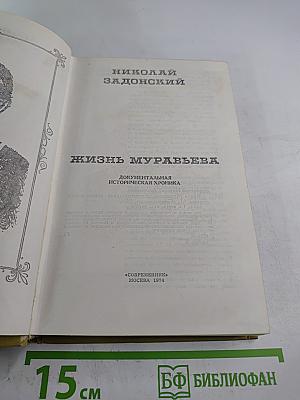 НИКОЛАЙ
ЗАДОНСКИЙ
ЖИЗНЬ МУРАВЬЕВА
ДОКУМЕНТАЛЬНАЯ
ИСТОРИЧЕСКАЯ ХРОНИКА
«СОВРЕМЕННИК»
МОСКВА 1974
15 см
БФ БИБЛИОФАН